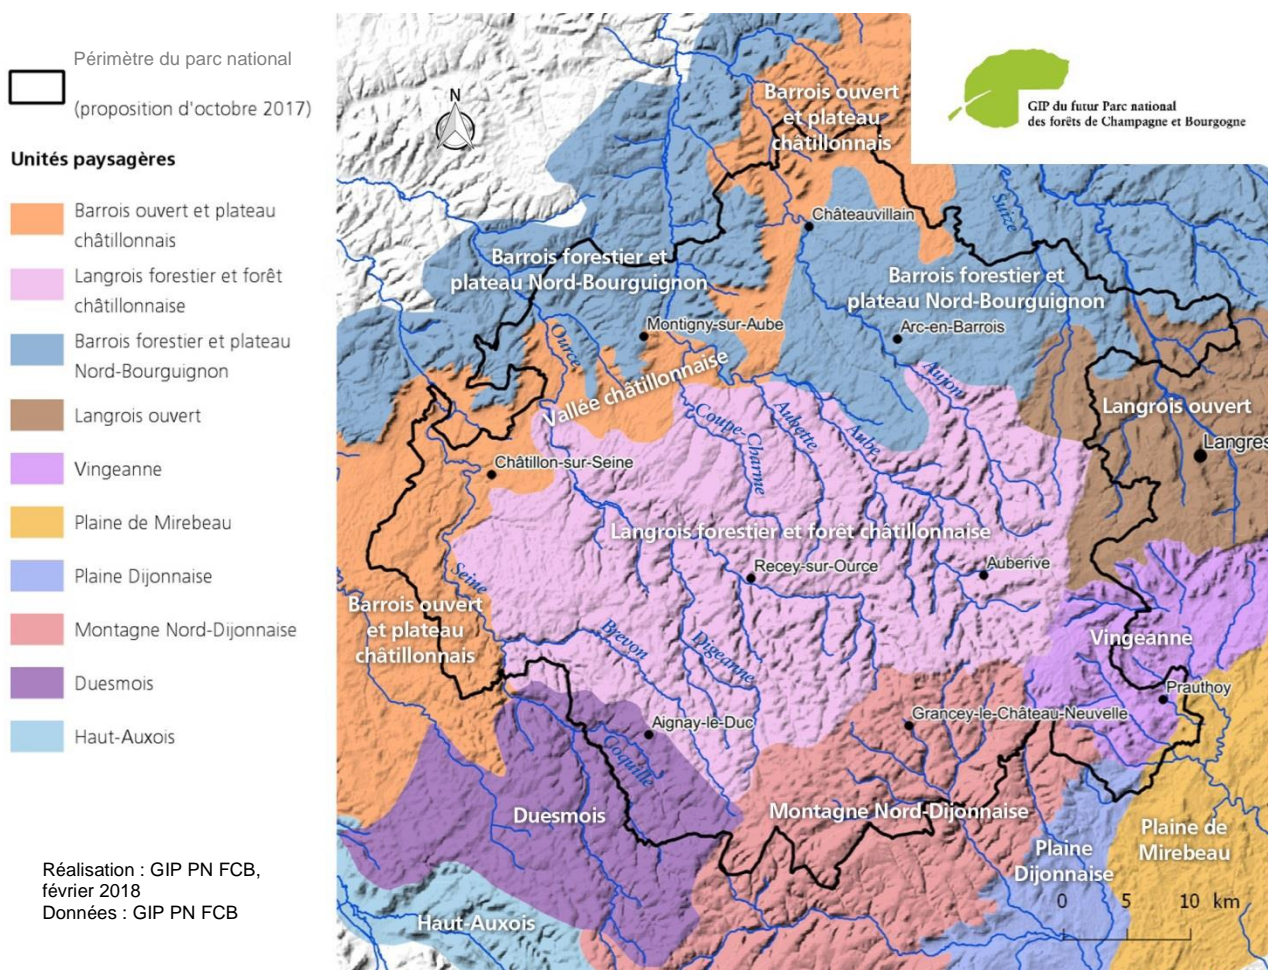 Périmètre du parc national
(proposition d'octobre 2017)
Unités paysagères
Barrois ouvert et plateau
châtillonnais
Langrois forestier et forêt
châtillonnaise
Barrois forestier et plateau
Nord-Bourguignon
Langrois ouvert
Vingeanne
Plaine de Mirebeau
Plaine Dijonnaise
Montagne Nord-Dijonnaise
Duesmois
Haut-Auxois
Réalisation : GIP PN FCB,
février 2018
Données : GIP PN FCB
N
GIP du futur Parc national
des forêts de Champagne et Bourgogne
Barrois ouvert
et plateau
châtillonnais
Châteauvillain
Suize
Barrois forestier et
plateau Nord-Bourguignon
Barrois forestier et
plateau Nord-Bourguignon
Montigny-sur-Aube
Arc-en-Barrois
Ource
Vallée châtillonnaise
Aujon
Coupe-Charme
Aubette
Aube
Langrois ouvert
Langres
Châtillon-sur-Seine
Langrois forestier et forêt châtillonnaise
Recey-sur-Ource
Auberive
Seine
Barrois ouvert
et plateau
châtillonnais
Brevon
Digeanne
Vingeanne
Prauthoy
Aignay-le-Duc
Coquille
Grancey-le-Château-Neuvelle
Duesmois
Montagne Nord-Dijonnaise
Plaine
Dijonnaise
Plaine de
Mirebeau
Haut-Auxois
0 5 10 km